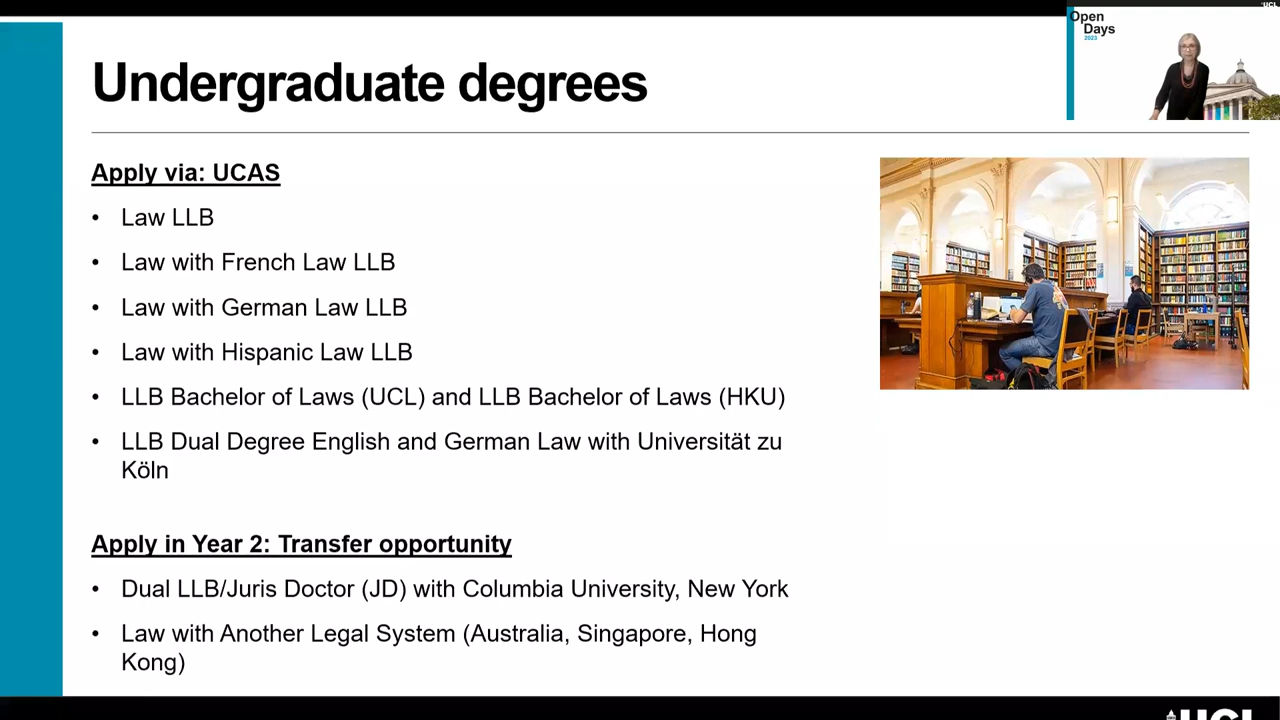 Undergraduate degrees
Open
Days
2023
UCL
Apply via: UCAS
• Law LLB
• Law with French Law LLB
• Law with German Law LLB
• Law with Hispanic Law LLB
• LLB Bachelor of Laws (UCL) and LLB Bachelor of Laws (HKU)
• LLB Dual Degree English and German Law with Universität zu
Köln
Apply in Year 2: Transfer opportunity
• Dual LLB/Juris Doctor (JD) with Columbia University, New York
• Law with Another Legal System (Australia, Singapore, Hong
Kong)
UCL